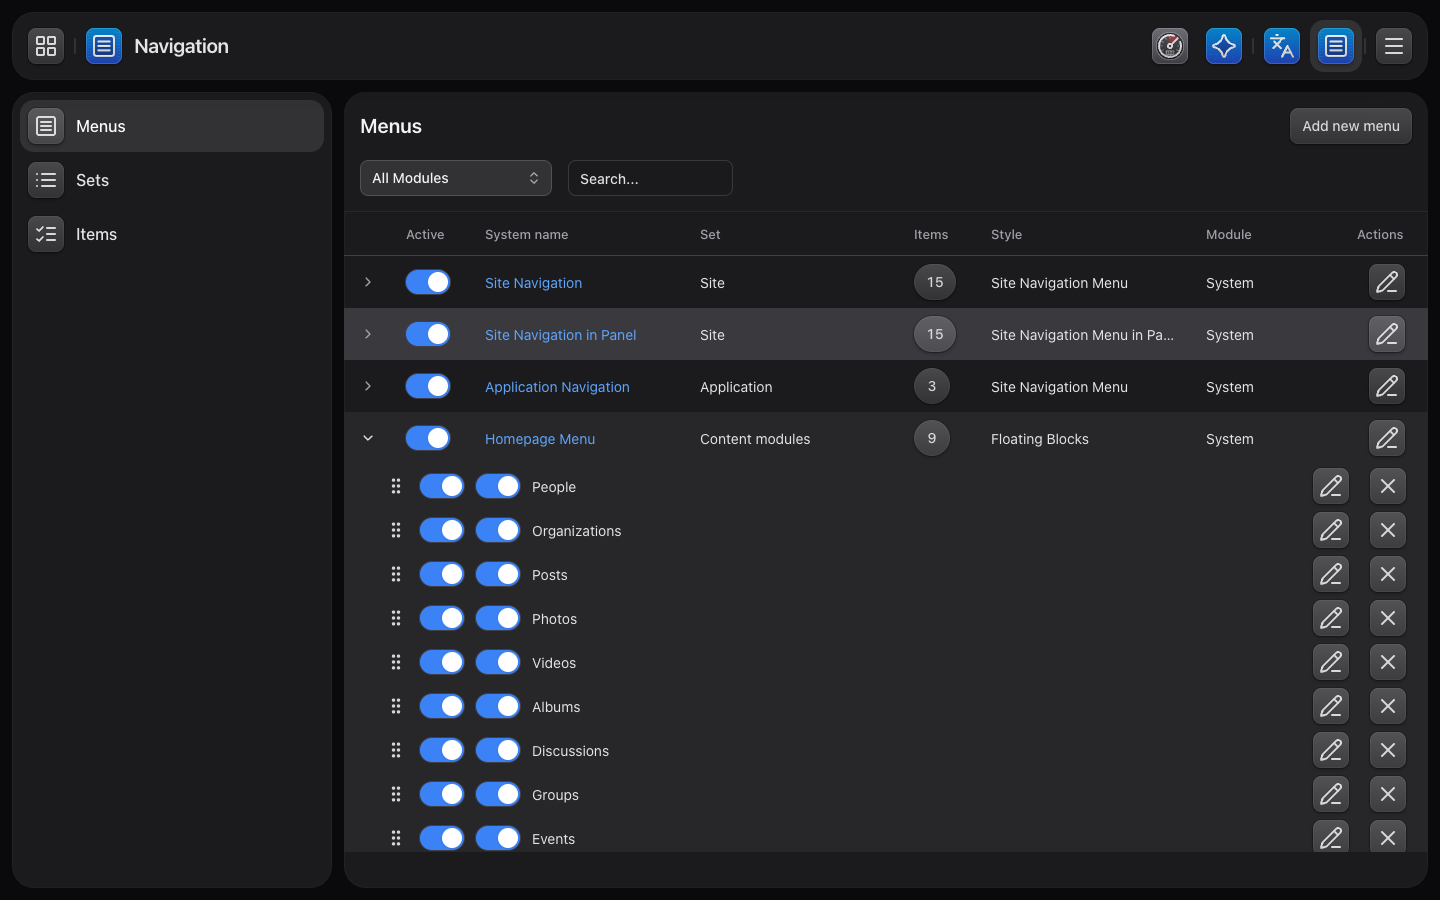 Navigation
Menus
Sets
Items
Menus
Add new menu
All Modules
Search...
Active System name Set Items Style Module Actions
Site Navigation Site 15 Site Navigation Menu System
Site Navigation in Panel Site 15 Site Navigation Menu in Pa... System
Application Navigation Application 3 Site Navigation Menu System
Homepage Menu Content modules 9 Floating Blocks System
People
Organizations
Posts
Photos
Videos
Albums
Discussions
Groups
Events